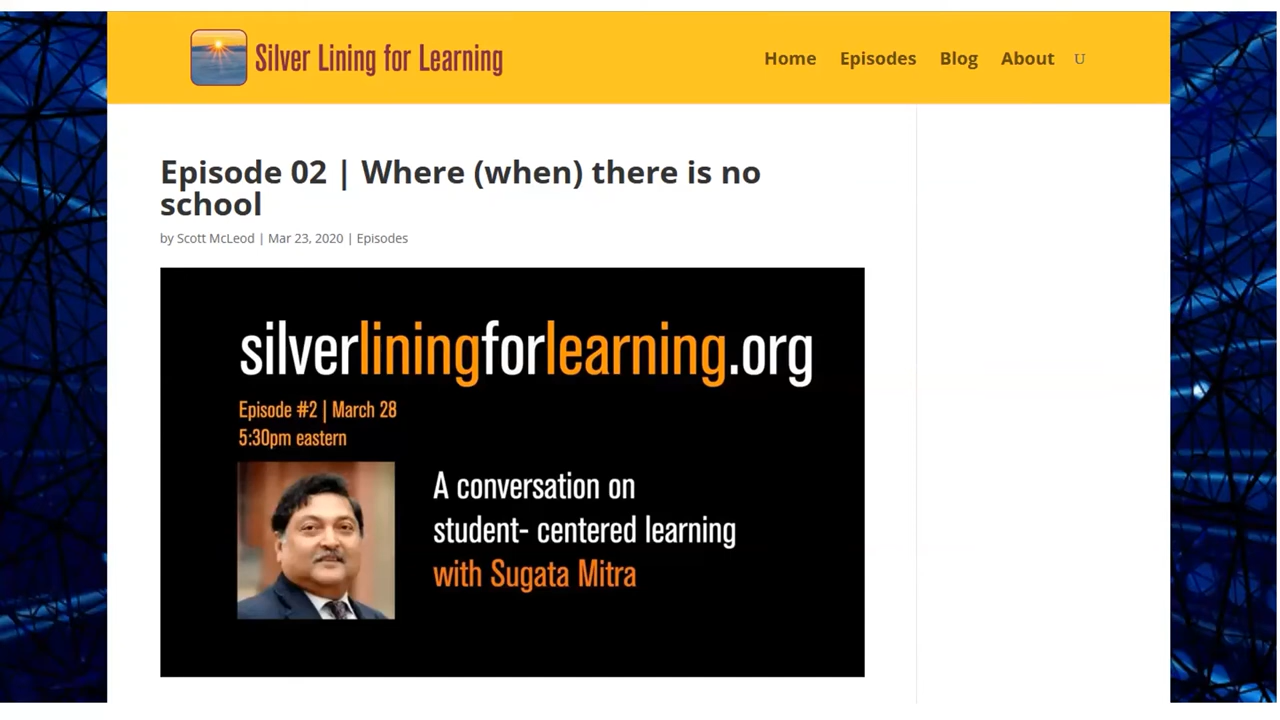 Silver Lining for Learning
Home Episodes Blog About U
Episode 02 | Where (when) there is no
school
by Scott McLeod | Mar 23, 2020 | Episodes
silverliningforlearning.org
Episode #2 | March 28
5:30pm eastern
A conversation on
student- centered learning
with Sugata Mitra